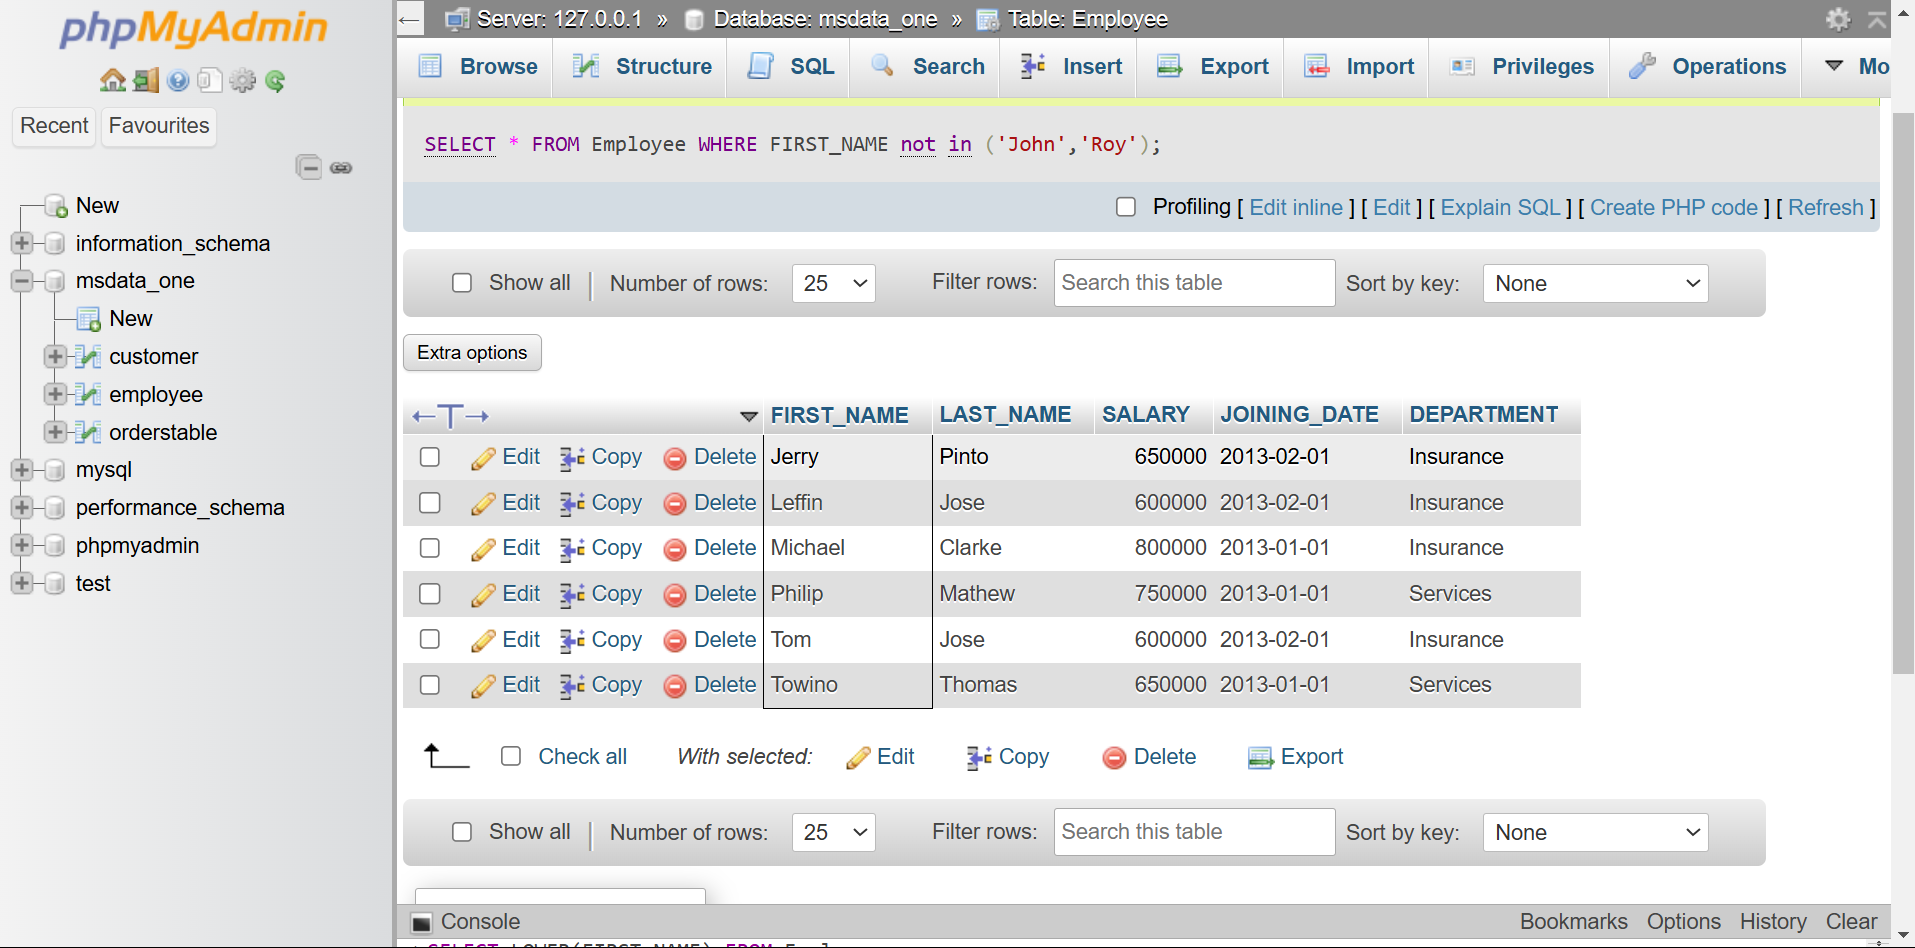 phpMyAdmin
Recent Favourites
New
information_schema
msdata_one
New
customer
employee
orderstable
mysql
performance_schema
phpmyadmin
test
Server: 127.0.0.1 » Database: msdata_one » Table: Employee
Browse Structure SQL Search Insert Export Import Privileges Operations Mo
SELECT * FROM Employee WHERE FIRST_NAME not in ('John','Roy');
Profiling [ Edit inline ] [ Edit ] [ Explain SQL ] [ Create PHP code ] [ Refresh ]
Show all | Number of rows: 25 Filter rows: Search this table Sort by key: None
Extra options
←T→ FIRST_NAME LAST_NAME SALARY JOINING_DATE DEPARTMENT
Edit Copy Delete Jerry Pinto 650000 2013-02-01 Insurance
Edit Copy Delete Leffin Jose 600000 2013-02-01 Insurance
Edit Copy Delete Michael Clarke 800000 2013-01-01 Insurance
Edit Copy Delete Philip Mathew 750000 2013-01-01 Services
Edit Copy Delete Tom Jose 600000 2013-02-01 Insurance
Edit Copy Delete Towino Thomas 650000 2013-01-01 Services
Check all With selected: Edit Copy Delete Export
Show all | Number of rows: 25 Filter rows: Search this table Sort by key: None
Console Bookmarks Options History Clear
SELECT LOWER(FIRST_NAME) FROM